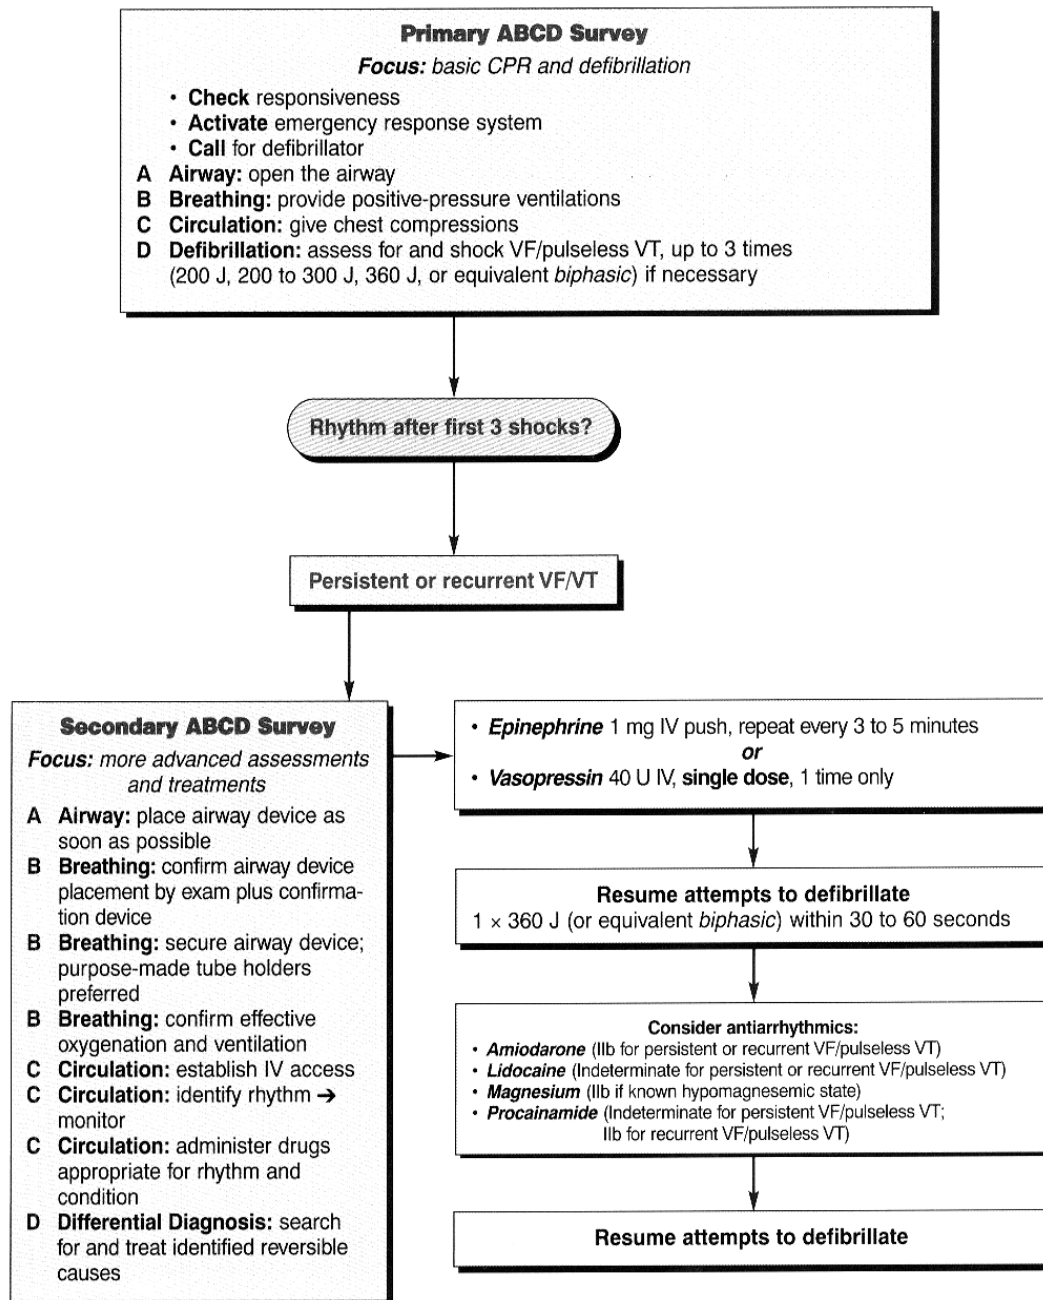 Primary ABCD Survey
Focus: basic CPR and defibrillation
• Check responsiveness
• Activate emergency response system
• Call for defibrillator
A Airway: open the airway
B Breathing: provide positive-pressure ventilations
C Circulation: give chest compressions
D Defibrillation: assess for and shock VF/pulseless VT, up to 3 times
(200 J, 200 to 300 J, 360 J, or equivalent biphasic) if necessary
Rhythm after first 3 shocks?
Persistent or recurrent VF/VT
Secondary ABCD Survey
Focus: more advanced assessments
and treatments
A Airway: place airway device as
soon as possible
B Breathing: confirm airway device
placement by exam plus confirma-
tion device
B Breathing: secure airway device;
purpose-made tube holders
preferred
B Breathing: confirm effective
oxygenation and ventilation
C Circulation: establish IV access
C Circulation: identify rhythm ➔
monitor
C Circulation: administer drugs
appropriate for rhythm and
condition
D Differential Diagnosis: search
for and treat identified reversible
causes
• Epinephrine 1 mg IV push, repeat every 3 to 5 minutes
or
• Vasopressin 40 U IV, single dose, 1 time only
Resume attempts to defibrillate
1 × 360 J (or equivalent biphasic) within 30 to 60 seconds
Consider antiarrhythmics:
• Amiodarone (IIb for persistent or recurrent VF/pulseless VT)
• Lidocaine (Indeterminate for persistent or recurrent VF/pulseless VT)
• Magnesium (IIb if known hypomagnesemic state)
• Procainamide (Indeterminate for persistent VF/pulseless VT;
IIb for recurrent VF/pulseless VT)
Resume attempts to defibrillate